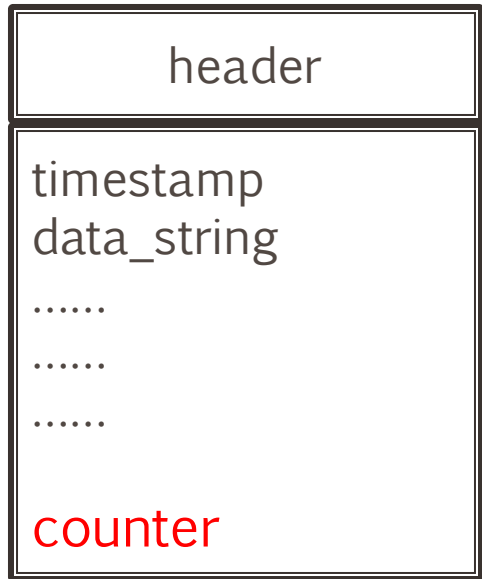 header
timestamp
data_string
......
......
......
counter